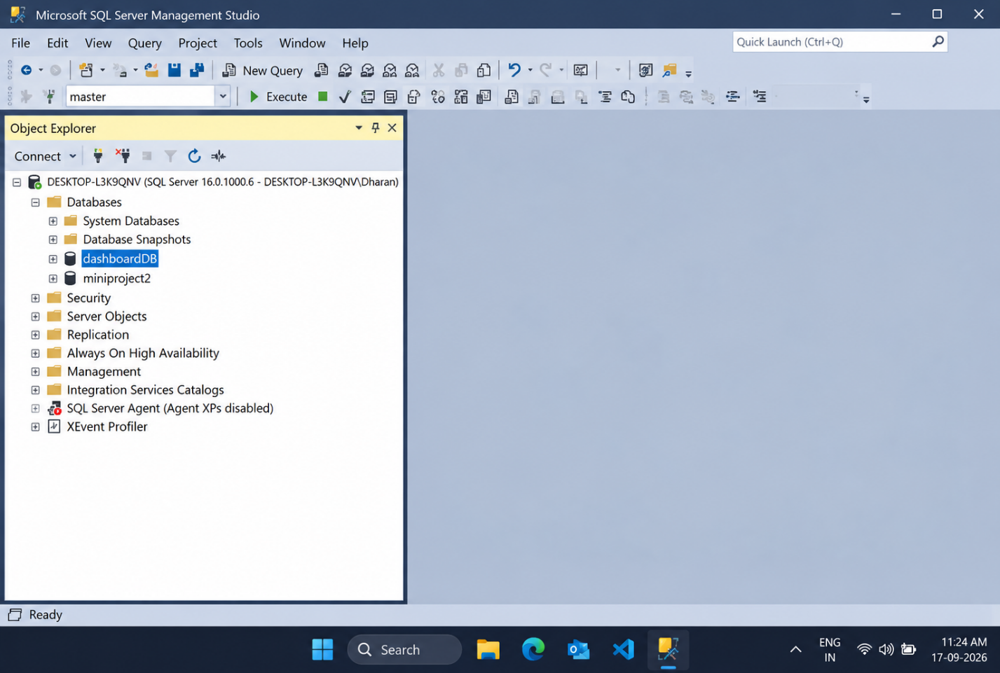 Microsoft SQL Server Management Studio
File Edit View Query Project Tools Window Help
Quick Launch (Ctrl+Q)
New Query
master
Execute
Object Explorer
Connect
DESKTOP-L3K9QNV (SQL Server 16.0.1000.6 - DESKTOP-L3K9QNV\Dharan)
Databases
System Databases
Database Snapshots
dashboardDB
miniproject2
Security
Server Objects
Replication
Always On High Availability
Management
Integration Services Catalogs
SQL Server Agent (Agent XPs disabled)
XEvent Profiler
Ready
Search
ENG
IN
11:24 AM
17-09-2026